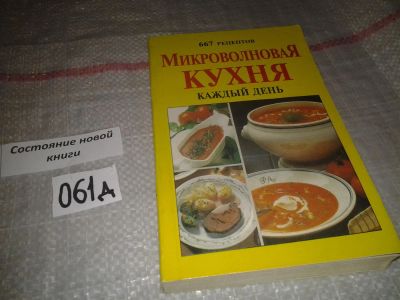 667 РЕЦЕПТОВ
МИКРОВОЛНОВАЯ
КУХНЯ
КАЖДЫЙ ДЕНЬ
Состояние новой
книги
061д